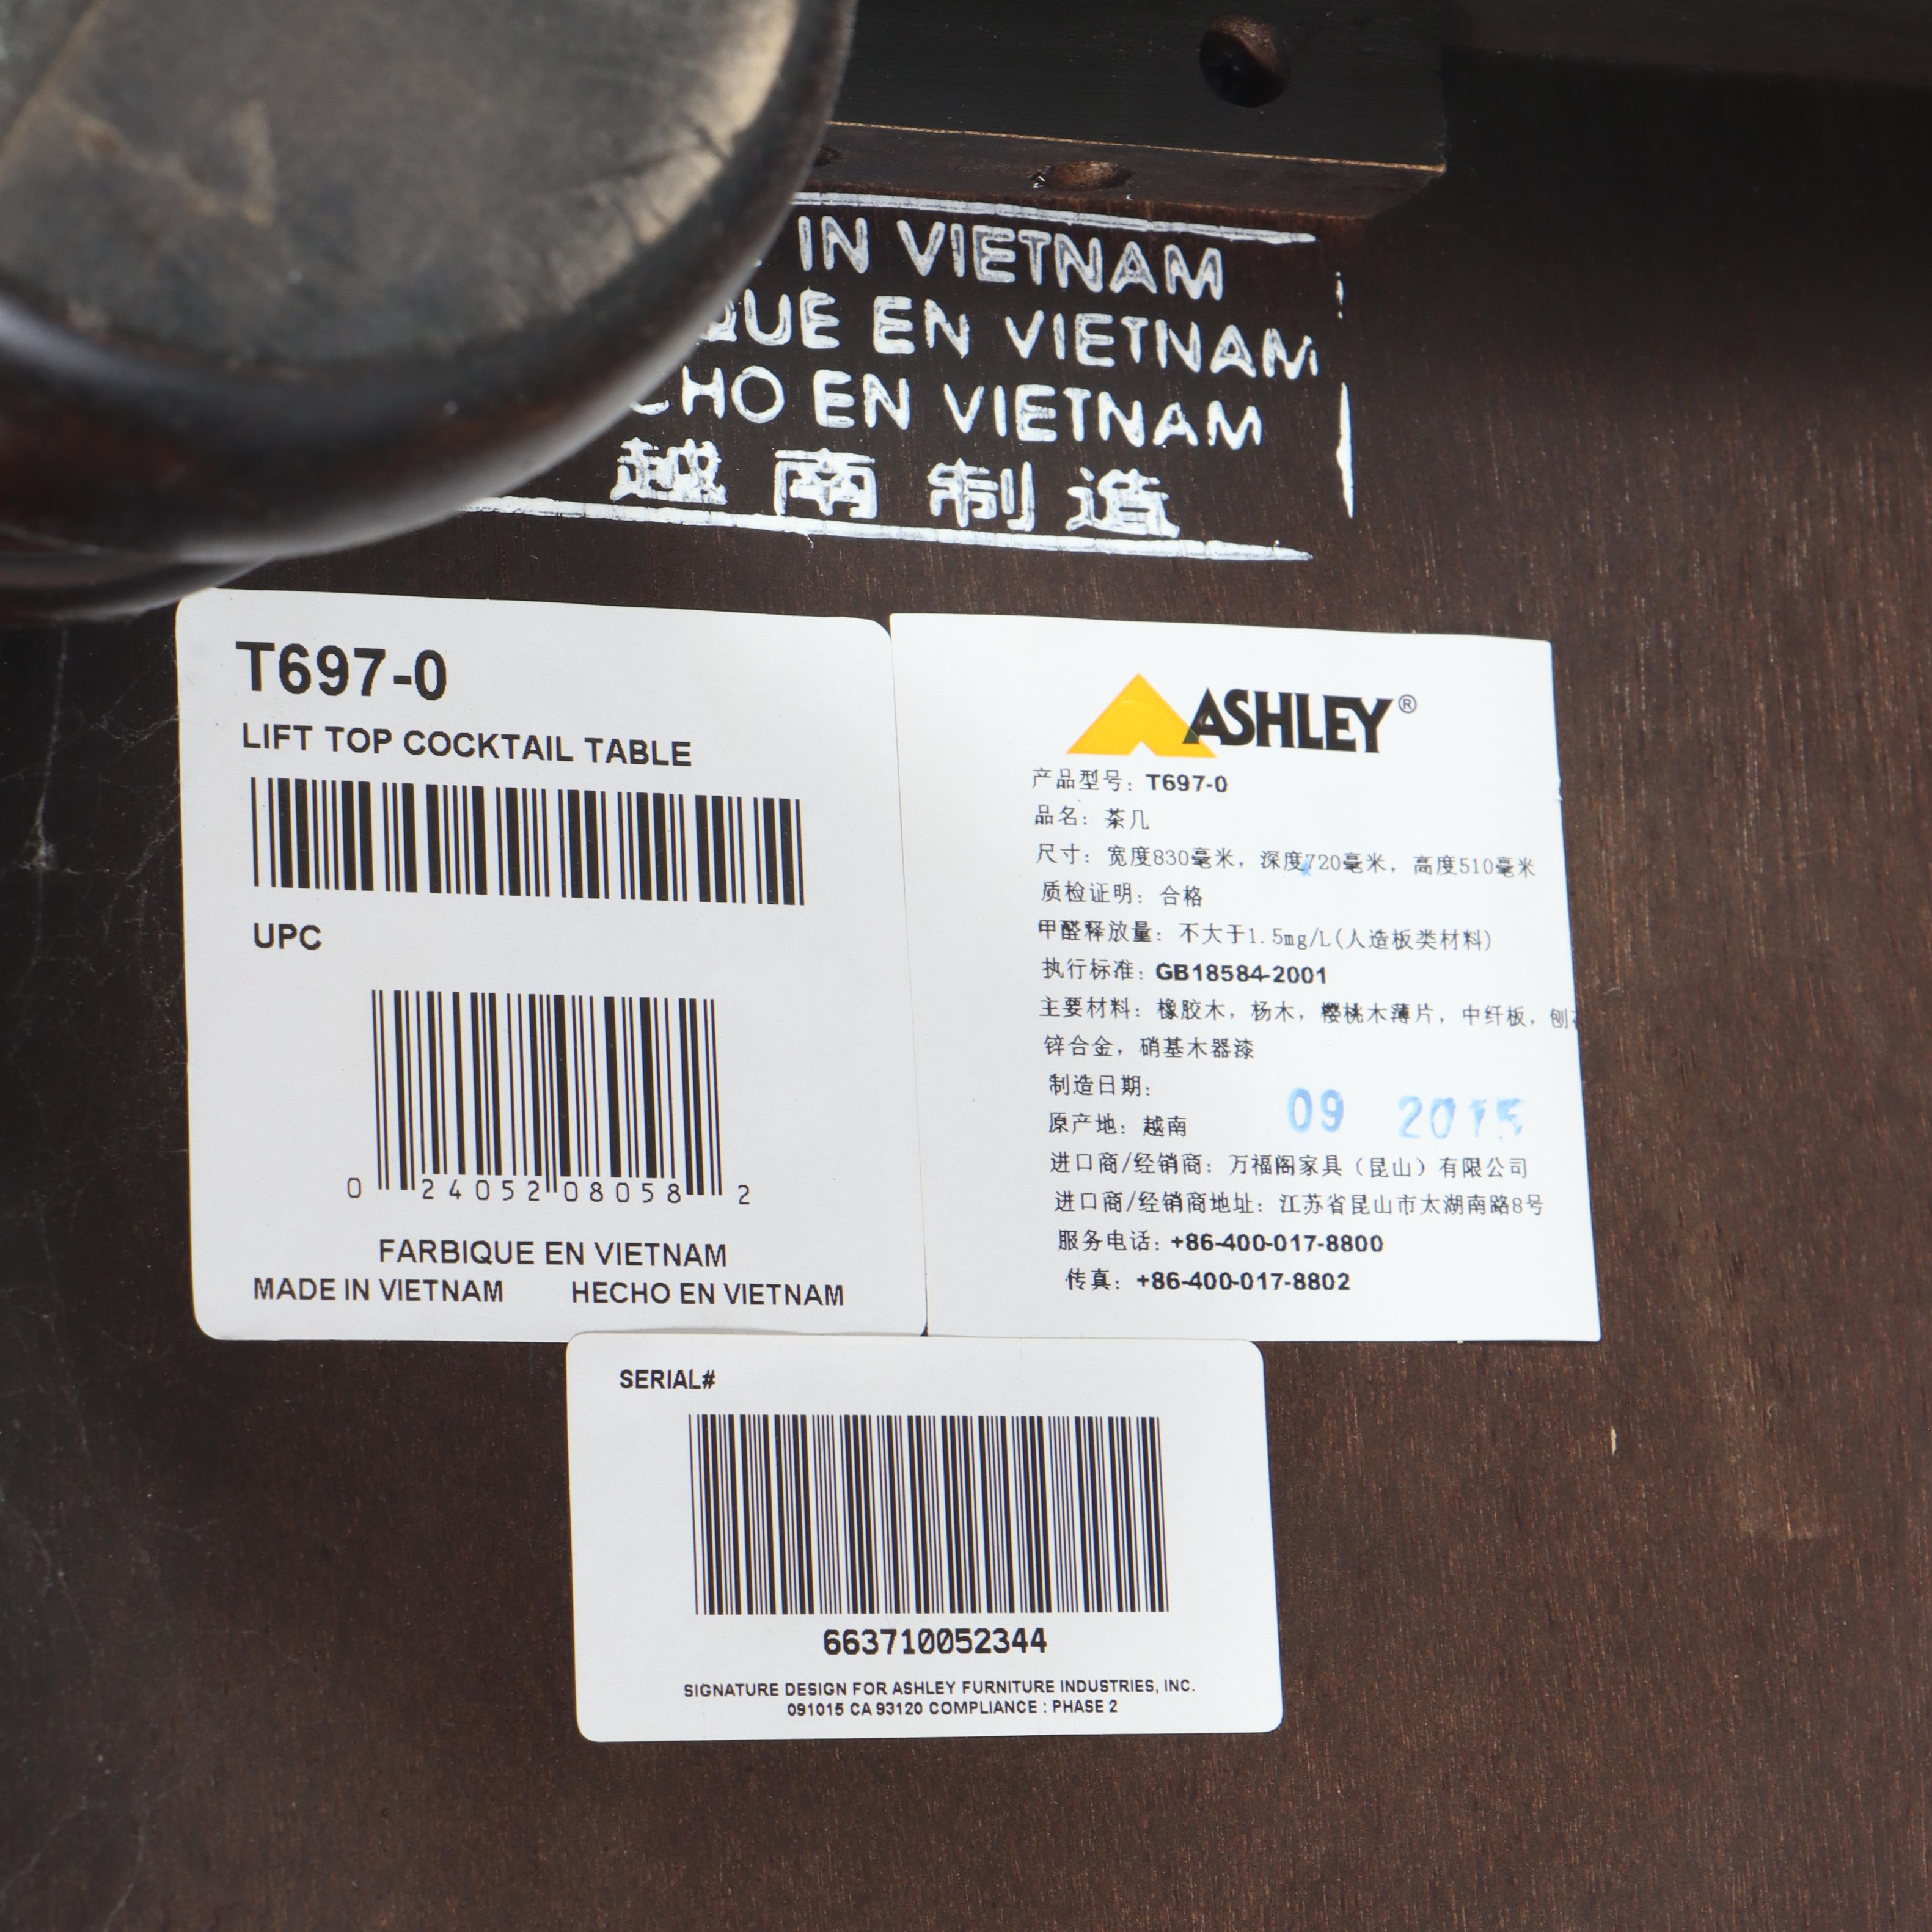 IN VIETNAM
EN VIETNAM
EN VIETNAM
越南制造
T697-0
LIFT TOP COCKTAIL TABLE
UPC
0 24052 08058 2
FARBIQUE EN VIETNAM
MADE IN VIETNAM HECHO EN VIETNAM
ASHLEY®
产品型号：T697-0
品名：茶几
尺寸：宽度830毫米，深度720毫米，高度510毫米
质检证明：合格
甲醛释放量：不大于1.5mg/L(人造板类材料)
执行标准：GB18584-2001
主要材料：橡胶木，杨木，樱桃木薄片，中纤板，刨
锌合金，硝基木器漆
制造日期：
09 2015
原产地：越南
进口商/经销商：万福阁家具（昆山）有限公司
进口商/经销商地址：江苏省昆山市太湖南路8号
服务电话：+86-400-017-8800
传真：+86-400-017-8802
SERIAL#
663710052344
SIGNATURE DESIGN FOR ASHLEY FURNITURE INDUSTRIES, INC.
091015 CA 93120 COMPLIANCE : PHASE 2